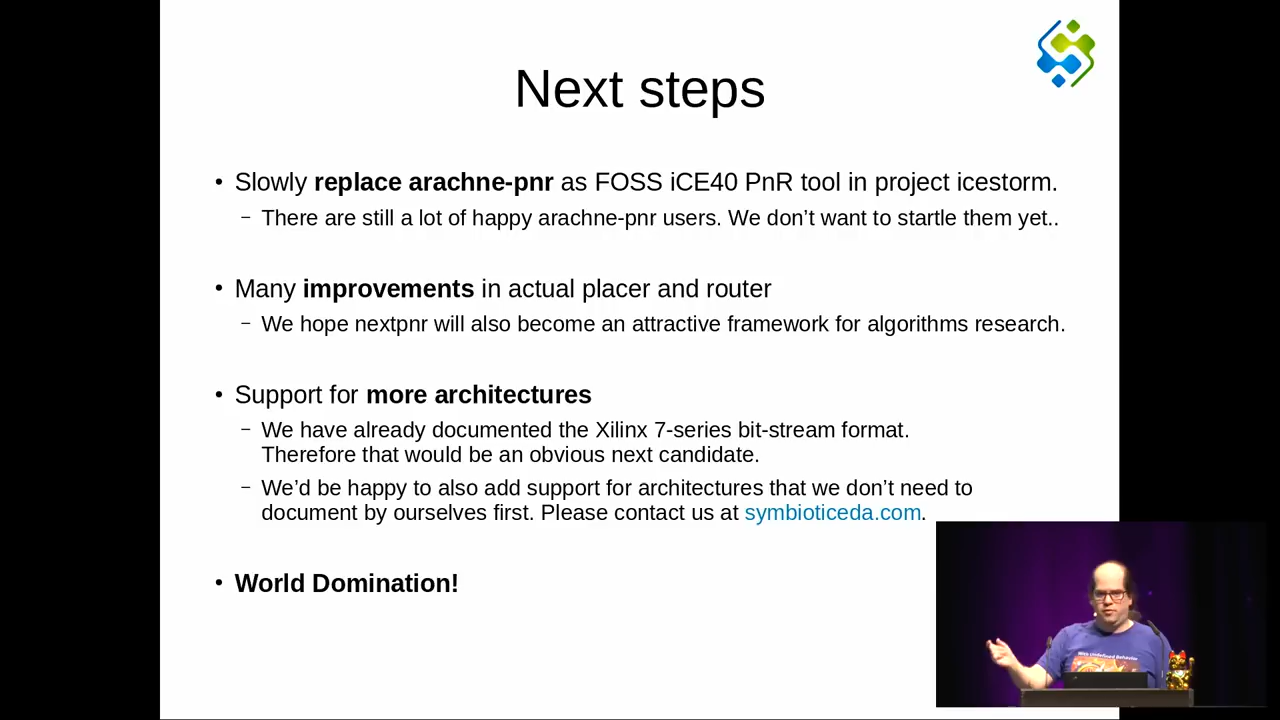 Next steps
• Slowly replace arachne-pnr as FOSS iCE40 PnR tool in project icestorm.
– There are still a lot of happy arachne-pnr users. We don’t want to startle them yet..
• Many improvements in actual placer and router
– We hope nextpnr will also become an attractive framework for algorithms research.
• Support for more architectures
– We have already documented the Xilinx 7-series bit-stream format.
Therefore that would be an obvious next candidate.
– We’d be happy to also add support for architectures that we don’t need to
document by ourselves first. Please contact us at symbioticeda.com.
• World Domination!
With Undefined Behavior